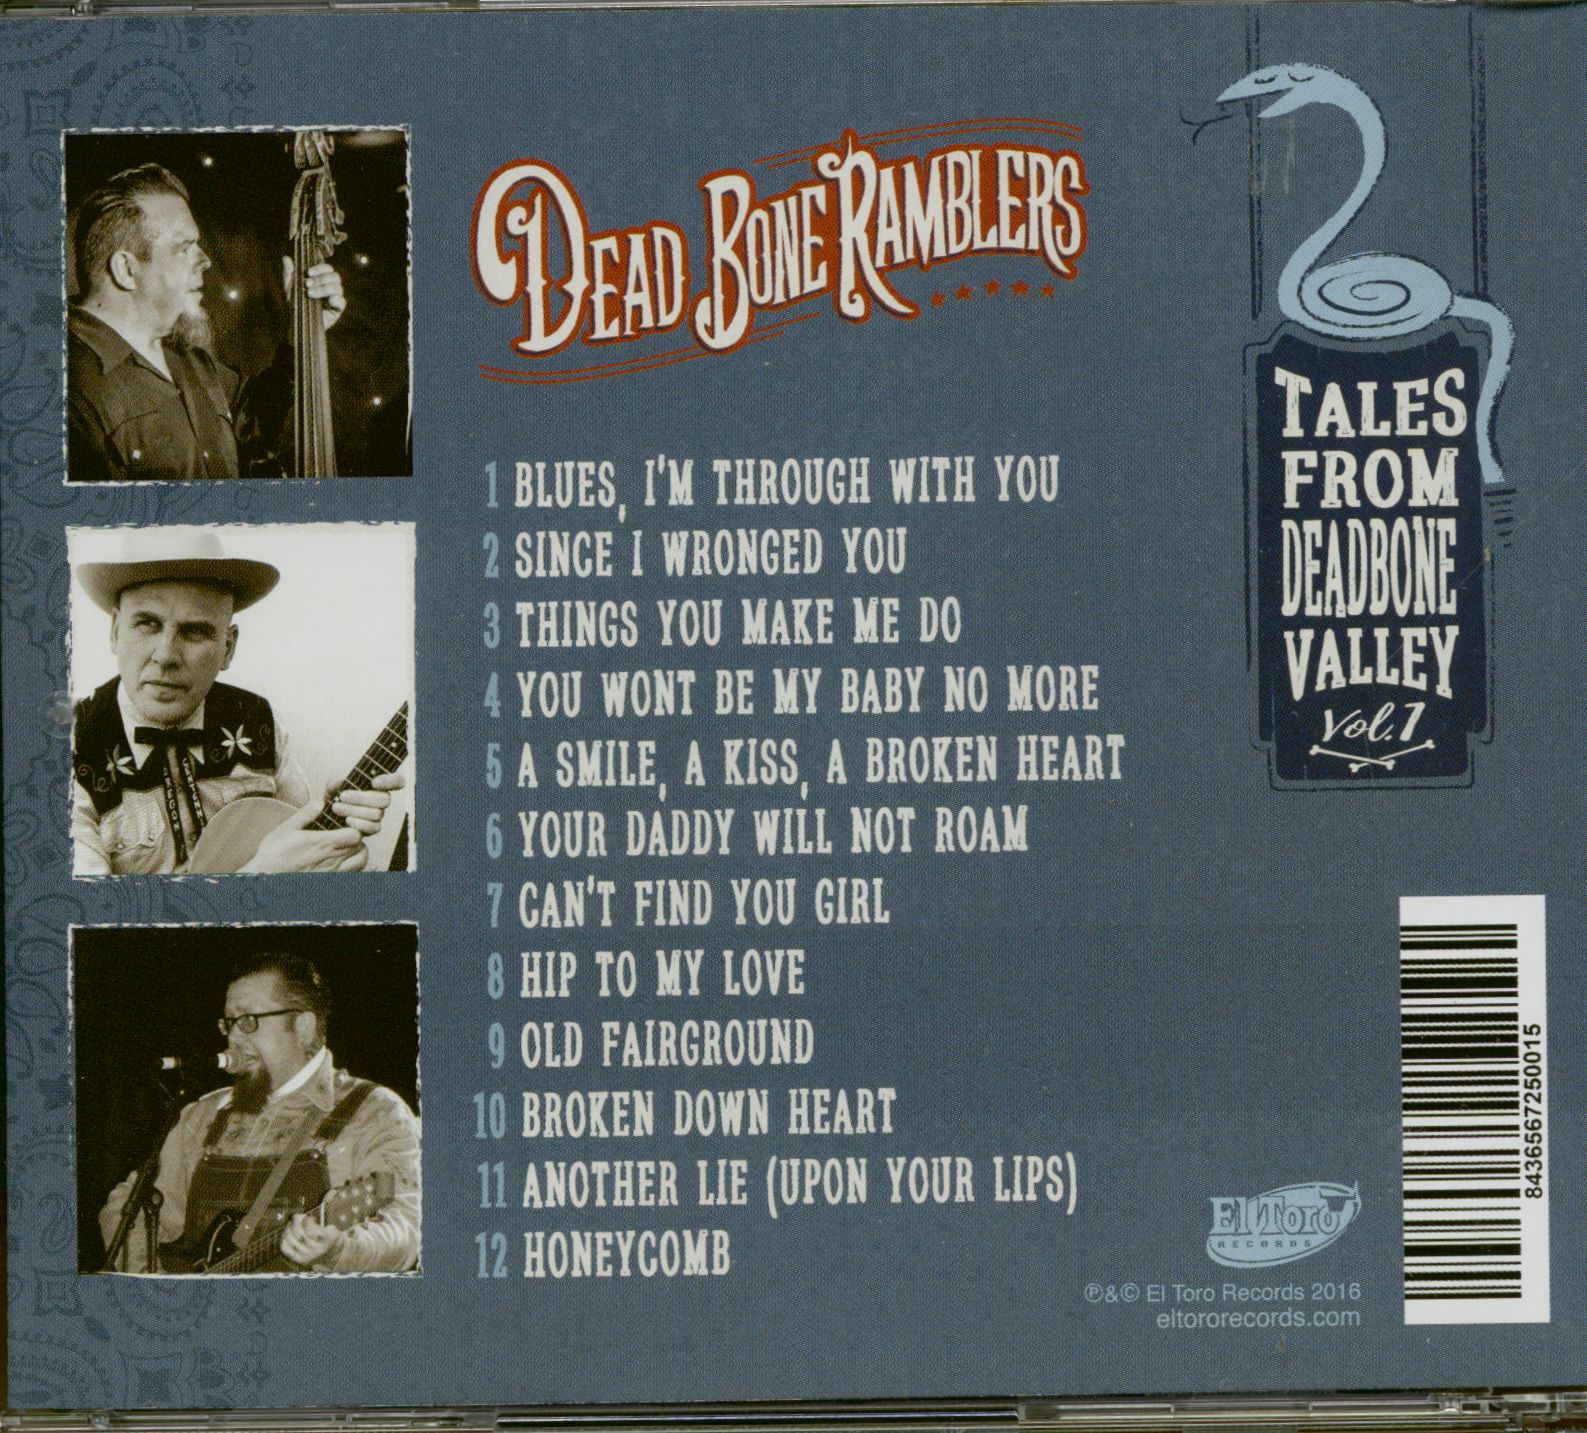 DEAD BONE RAMBLERS
1 BLUES, I'M THROUGH WITH YOU
2 SINCE I WRONGED YOU
3 THINGS YOU MAKE ME DO
4 YOU WONT BE MY BABY NO MORE
5 A SMILE, A KISS, A BROKEN HEART
6 YOUR DADDY WILL NOT ROAM
7 CAN'T FIND YOU GIRL
8 HIP TO MY LOVE
9 OLD FAIRGROUND
10 BROKEN DOWN HEART
11 ANOTHER LIE (UPON YOUR LIPS)
12 HONEYCOMB
TALES
FROM
DEADBONE
VALLEY
Vol.1
El Toro
RECORDS
℗&© El Toro Records 2016
eltororecords.com
8436567250015